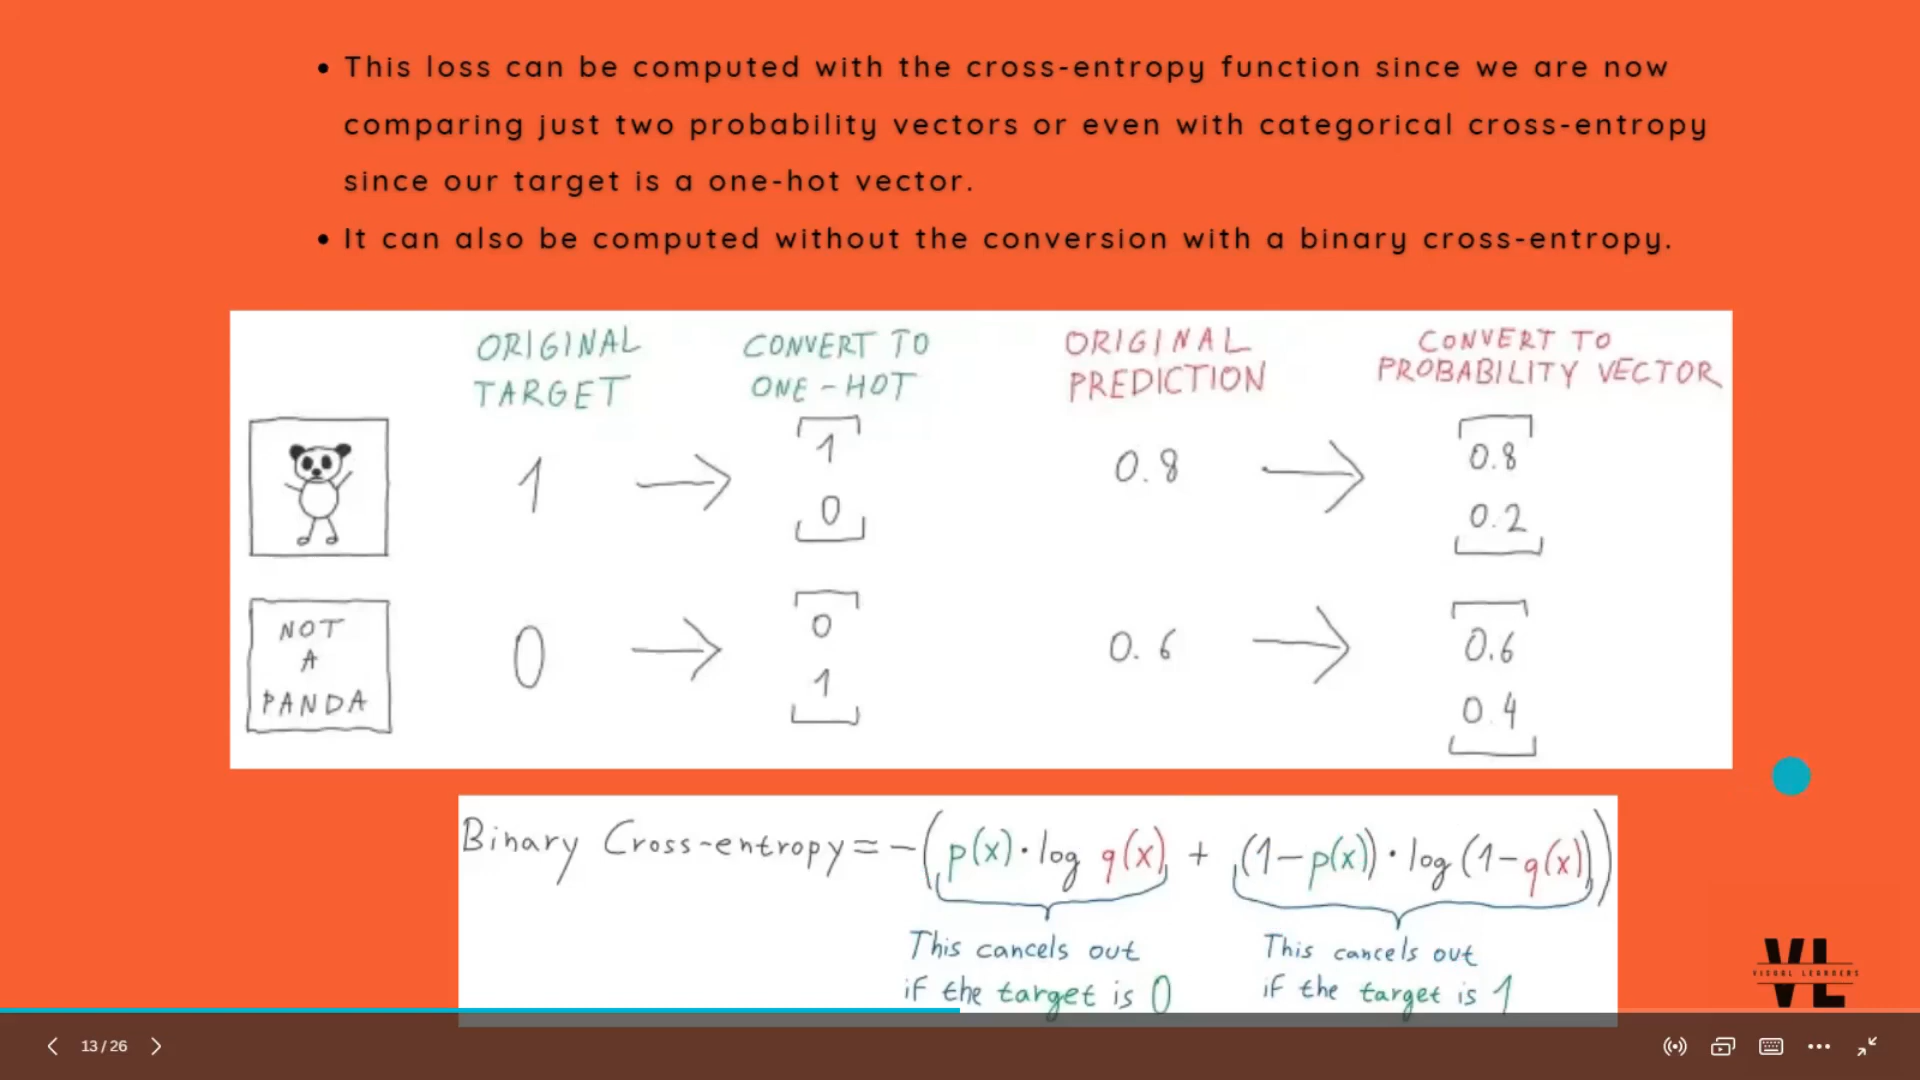 • This loss can be computed with the cross-entropy function since we are now
comparing just two probability vectors or even with categorical cross-entropy
since our target is a one-hot vector.
• It can also be computed without the conversion with a binary cross-entropy.
ORIGINAL TARGET
CONVERT TO ONE-HOT
ORIGINAL PREDICTION
CONVERT TO PROBABILITY VECTOR
1 → [1 0]
0.8 → [0.8 0.2]
NOT
A
PANDA
0 → [0 1]
0.6 → [0.6 0.4]
Binary Cross-entropy = -(p(x)·log q(x) + (1-p(x))·log(1-q(x)))
This cancels out
if the target is 0
This cancels out
if the target is 1
VL
VISUAL LEARNERS
13 / 26